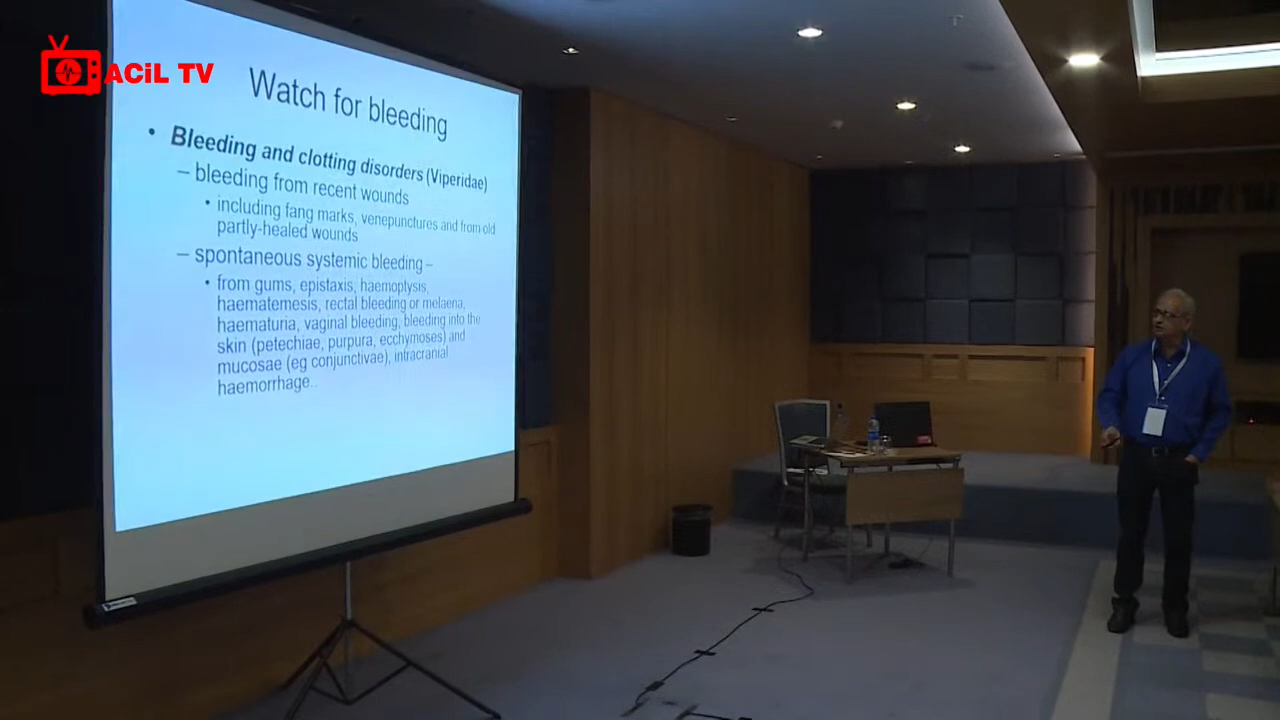 ACiL TV
Watch for bleeding
• Bleeding and clotting disorders (Viperidae)
– bleeding from recent wounds
• including fang marks, venepunctures and from old
partly-healed wounds
– spontaneous systemic bleeding –
• from gums, epistaxis, haemoptysis,
haematemesis, rectal bleeding or melaena,
haematuria, vaginal bleeding, bleeding into the
skin (petechiae, purpura, ecchymoses) and
mucosae (eg conjunctivae), intracranial
haemorrhage..